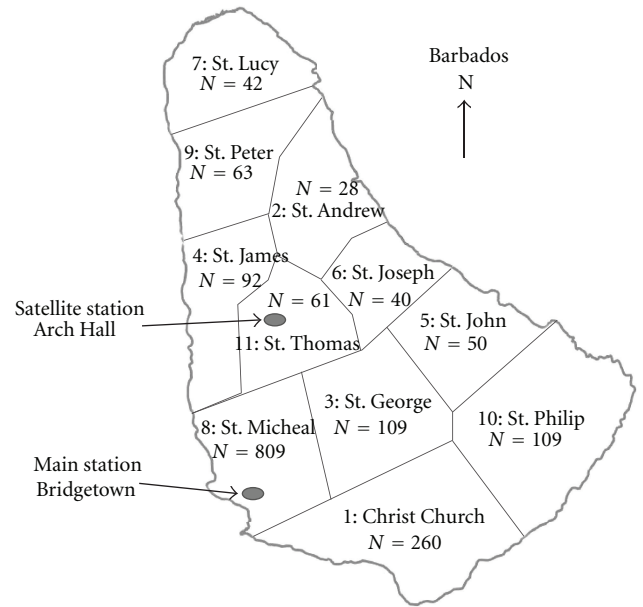 7: St. Lucy
N = 42
Barbados
N
9: St. Peter
N = 63
N = 28
2: St. Andrew
4: St. James
N = 92
6: St. Joseph
N = 40
N = 61
11: St. Thomas
Satellite station
Arch Hall
5: St. John
N = 50
3: St. George
N = 109
10: St. Philip
N = 109
8: St. Micheal
N = 809
Main station
Bridgetown
1: Christ Church
N = 260